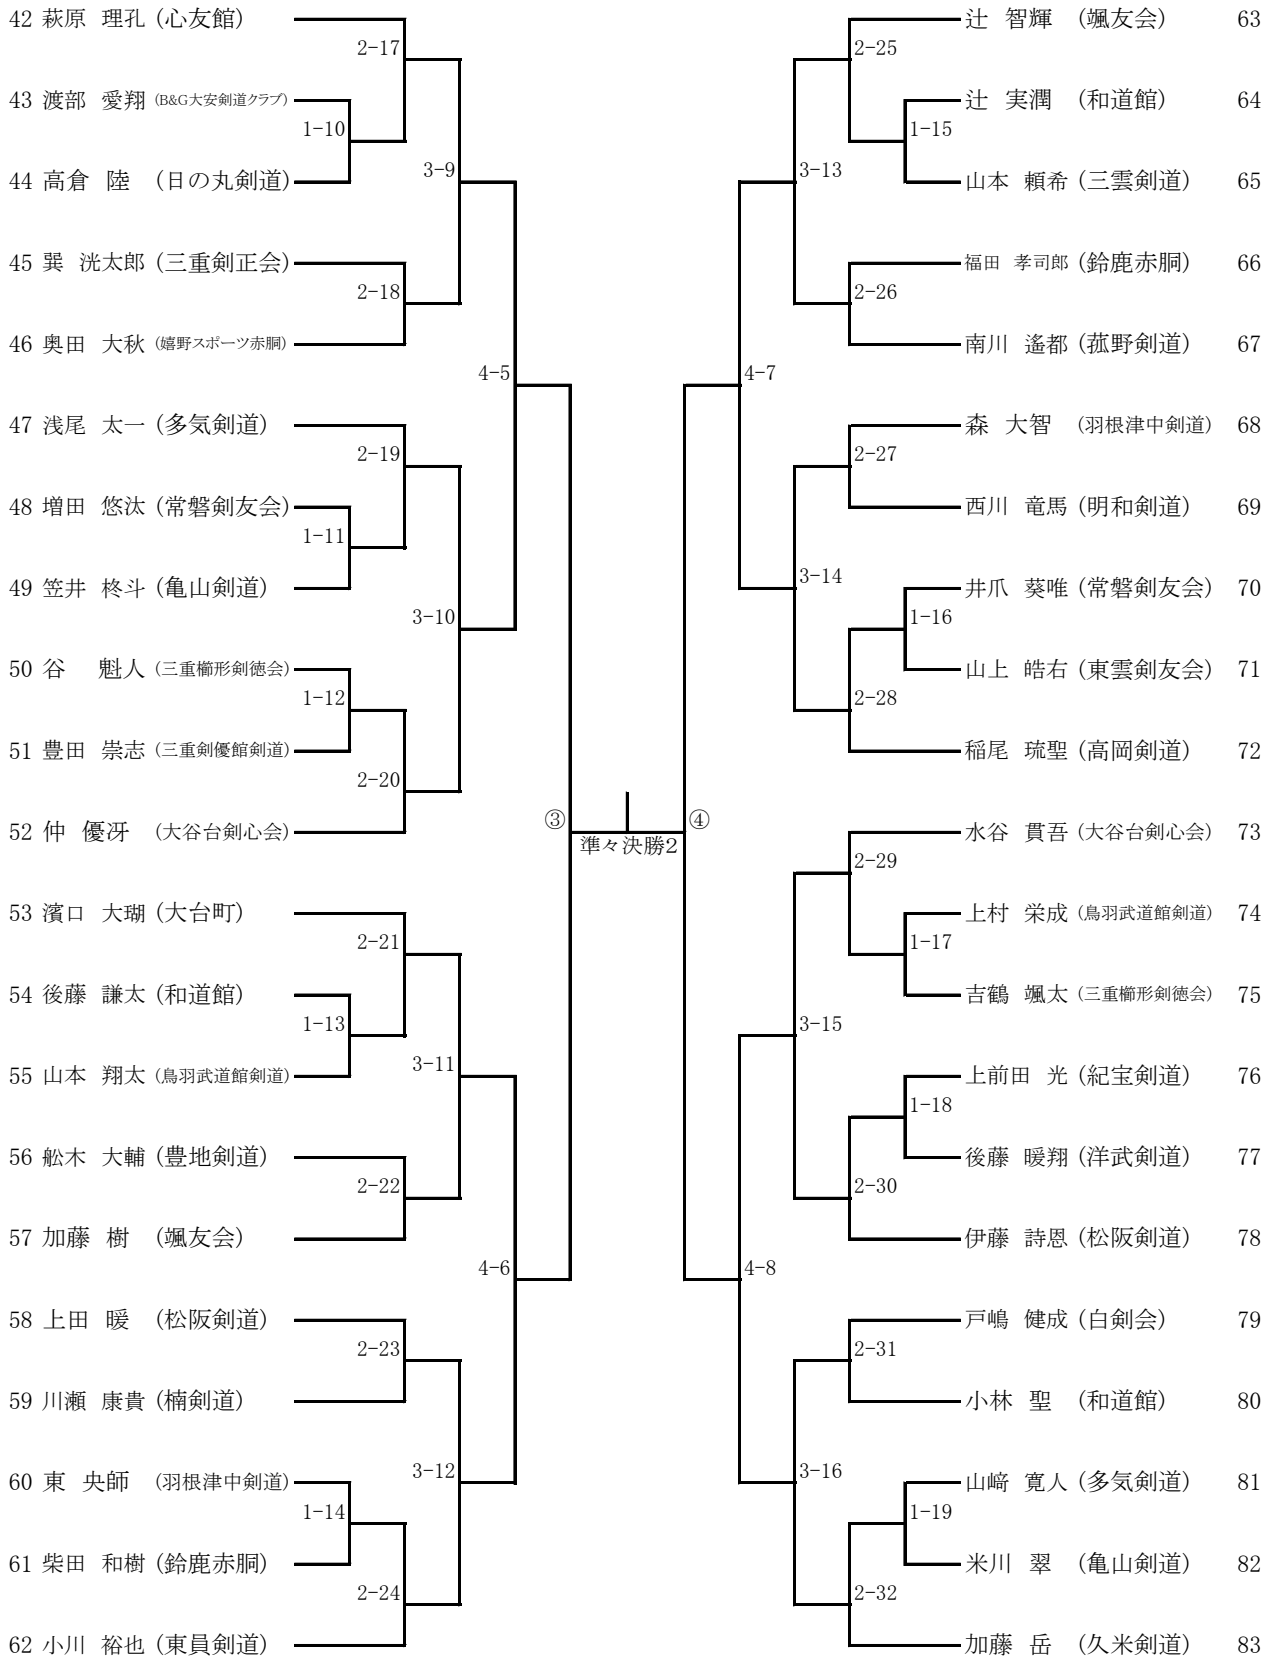 42 萩原 理孔 (心友館)
2-17
43 渡部 愛翔 (B&G大安剣道クラブ)
1-10
44 高倉 陸 (日の丸剣道)
3-9
45 巽 洸太郎 (三重剣正会)
2-18
46 奥田 大秋 (嬉野スポーツ赤胴)
4-5
47 浅尾 太一 (多気剣道)
2-19
48 増田 悠汰 (常磐剣友会)
1-11
49 笠井 柊斗 (亀山剣道)
3-10
50 谷 魁人 (三重櫛形剣徳会)
1-12
51 豊田 崇志 (三重剣優館剣道)
2-20
52 仲 優冴 (大谷台剣心会)
③
53 濱口 大瑚 (大台町)
2-21
54 後藤 謙太 (和道館)
1-13
55 山本 翔太 (鳥羽武道館剣道)
3-11
56 舩木 大輔 (豊地剣道)
2-22
57 加藤 樹 (颯友会)
4-6
58 上田 暖 (松阪剣道)
2-23
59 川瀬 康貴 (楠剣道)
3-12
60 東 央師 (羽根津中剣道)
1-14
61 柴田 和樹 (鈴鹿赤胴)
2-24
62 小川 裕也 (東員剣道)
準々決勝2
辻 智輝 (颯友会) 63
2-25
辻 実潤 (和道館) 64
1-15
山本 頼希 (三雲剣道) 65
3-13
福田 孝司郎 (鈴鹿赤胴) 66
2-26
南川 遙都 (菰野剣道) 67
4-7
森 大智 (羽根津中剣道) 68
2-27
西川 竜馬 (明和剣道) 69
3-14
井爪 葵唯 (常磐剣友会) 70
1-16
山上 皓右 (東雲剣友会) 71
2-28
稲尾 琉聖 (高岡剣道) 72
④
水谷 貫吾 (大谷台剣心会) 73
2-29
上村 栄成 (鳥羽武道館剣道) 74
1-17
吉鶴 颯太 (三重櫛形剣徳会) 75
3-15
上前田 光 (紀宝剣道) 76
1-18
後藤 暖翔 (洋武剣道) 77
2-30
伊藤 詩恩 (松阪剣道) 78
4-8
戸嶋 健成 (白剣会) 79
2-31
小林 聖 (和道館) 80
3-16
山﨑 寛人 (多気剣道) 81
1-19
米川 翠 (亀山剣道) 82
2-32
加藤 岳 (久米剣道) 83